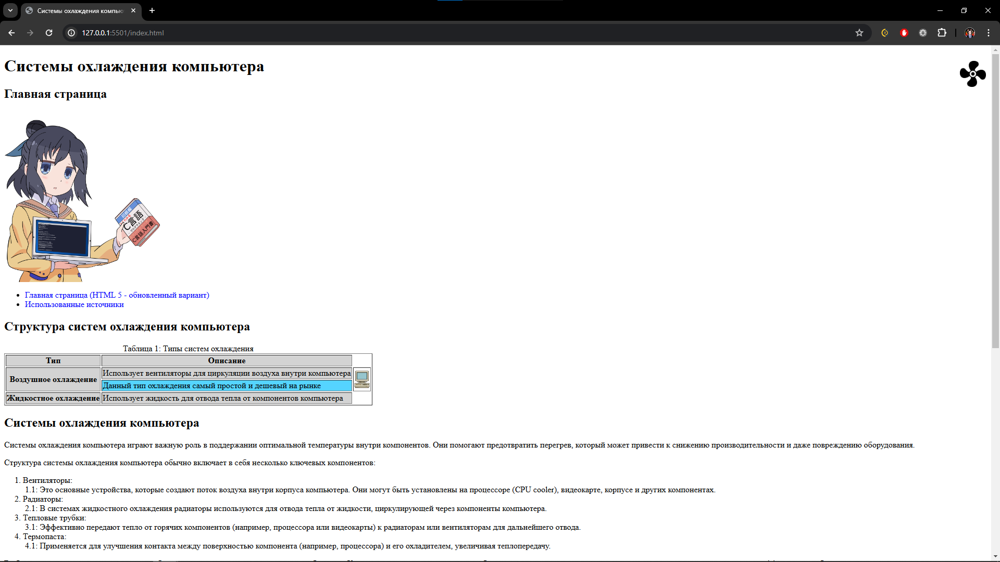 Системы охлаждения компью
127.0.0.1:5501/index.html
Системы охлаждения компьютера
Главная страница
C言語
プログラミング
C言語入門書
• Главная страница (HTML 5 - обновленный вариант)
• Использованные источники
Структура систем охлаждения компьютера
Таблица 1: Типы систем охлаждения
Тип Описание
Воздушное охлаждение Использует вентиляторы для циркуляции воздуха внутри компьютера
Данный тип охлаждения самый простой и дешевый на рынке
Жидкостное охлаждение Использует жидкость для отвода тепла от компонентов компьютера
Системы охлаждения компьютера
Системы охлаждения компьютера играют важную роль в поддержании оптимальной температуры внутри компонентов. Они помогают предотвратить перегрев, который может привести к снижению производительности и даже повреждению оборудования.
Структура системы охлаждения компьютера обычно включает в себя несколько ключевых компонентов:
1. Вентиляторы:
1.1: Это основные устройства, которые создают поток воздуха внутри корпуса компьютера. Они могут быть установлены на процессоре (CPU cooler), видеокарте, корпусе и других компонентах.
2. Радиаторы:
2.1: В системах жидкостного охлаждения радиаторы используются для отвода тепла от жидкости, циркулирующей через компоненты компьютера.
3. Тепловые трубки:
3.1: Эффективно передают тепло от горячих компонентов (например, процессора или видеокарты) к радиаторам или вентиляторам для дальнейшего отвода.
4. Термопаста:
4.1: Применяется для улучшения контакта между поверхностью компонента (например, процессора) и его охладителем, увеличивая теплопередачу.